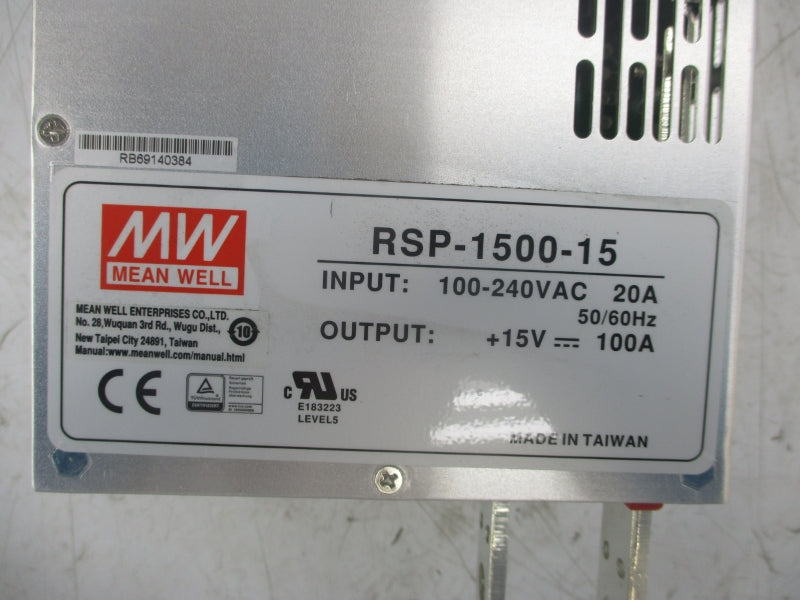 RB69140384
MW
MEAN WELL
RSP-1500-15
INPUT: 100-240VAC 20A
50/60Hz
OUTPUT: +15V 100A
MEAN WELL ENTERPRISES CO.,LTD.
No. 28,Wuquan 3rd Rd., Wugu Dist.,
New Taipei City 24891, Taiwan
Manual:www.meanwell.com/manual.html
10
CE
c RU US
E183223
LEVEL5
MADE IN TAIWAN